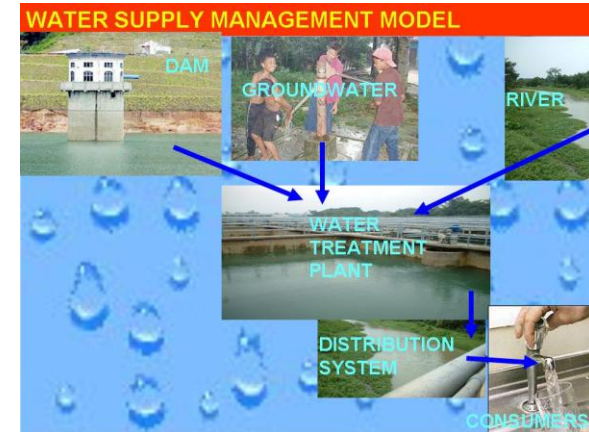 WATER SUPPLY MANAGEMENT MODEL
DAM
GROUNDWATER
RIVER
WATER
TREATMENT
PLANT
DISTRIBUTION
SYSTEM
CONSUMERS